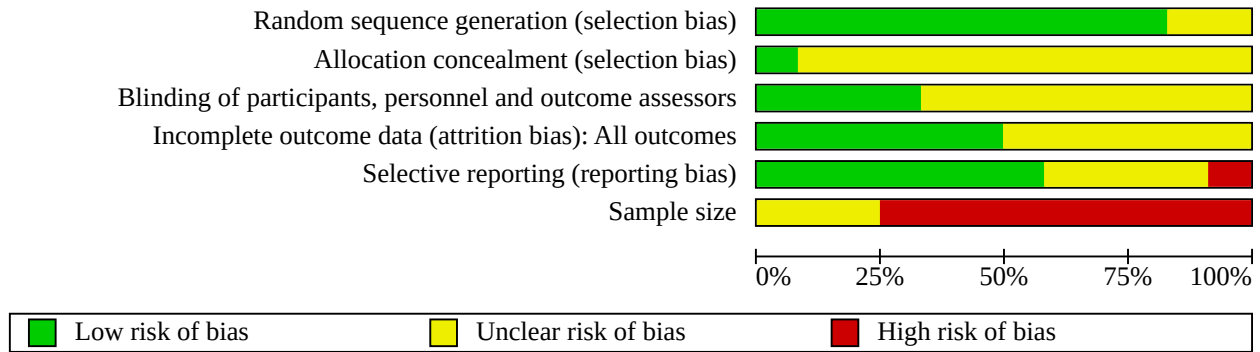 Random sequence generation (selection bias)
Allocation concealment (selection bias)
Blinding of participants, personnel and outcome assessors
Incomplete outcome data (attrition bias): All outcomes
Selective reporting (reporting bias)
Sample size
0% 25% 50% 75% 100%
Low risk of bias Unclear risk of bias High risk of bias